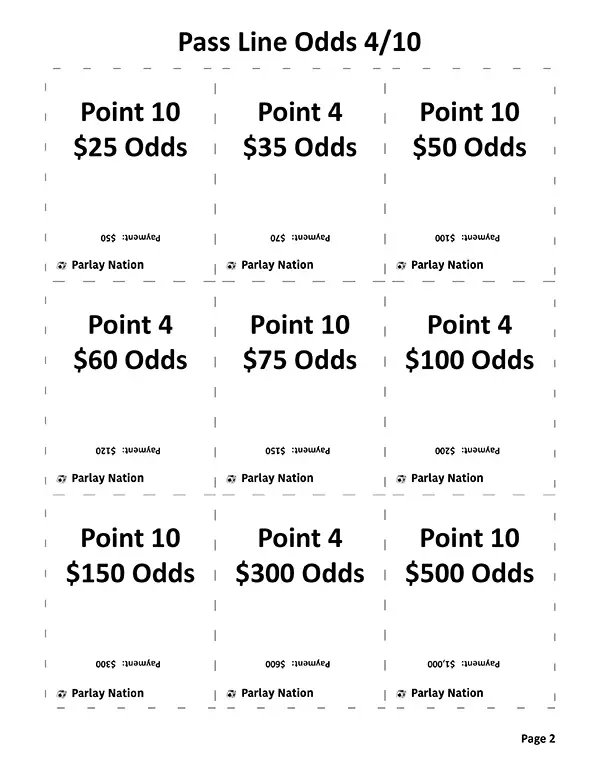 Pass Line Odds 4/10
Point 10
$25 Odds
Payment: $50
Parlay Nation
Point 4
$35 Odds
Payment: $70
Parlay Nation
Point 10
$50 Odds
Payment: $100
Parlay Nation
Point 4
$60 Odds
Payment: $120
Parlay Nation
Point 10
$75 Odds
Payment: $150
Parlay Nation
Point 4
$100 Odds
Payment: $200
Parlay Nation
Point 10
$150 Odds
Payment: $300
Parlay Nation
Point 4
$300 Odds
Payment: $600
Parlay Nation
Point 10
$500 Odds
Payment: $1,000
Parlay Nation
Page 2